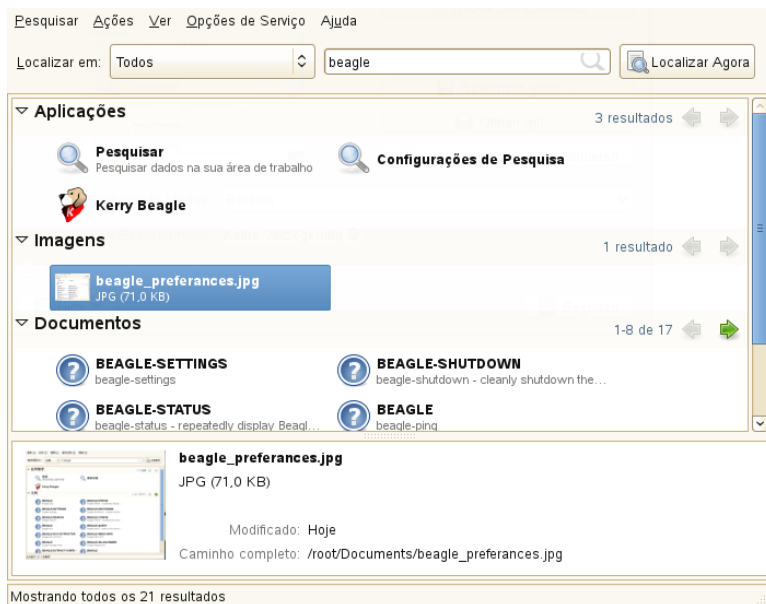 Pesquisar Ações Ver Opções de Serviço Ajuda
Localizar em: Todos beagle Localizar Agora
Aplicações 3 resultados
Pesquisar
Pesquisar dados na sua área de trabalho
Configurações de Pesquisa
Kerry Beagle
Imagens 1 resultado
beagle_preferances.jpg
JPG (71,0 KB)
Documentos 1-8 de 17
BEAGLE-SETTINGS
beagle-settings
BEAGLE-SHUTDOWN
beagle-shutdown - cleanly shutdown the...
BEAGLE-STATUS
beagle-status - repeatedly display Beagl...
BEAGLE
beagle-ping
beagle_preferances.jpg
JPG (71,0 KB)
Modificado: Hoje
Caminho completo: /root/Documents/beagle_preferances.jpg
Mostrando todos os 21 resultados